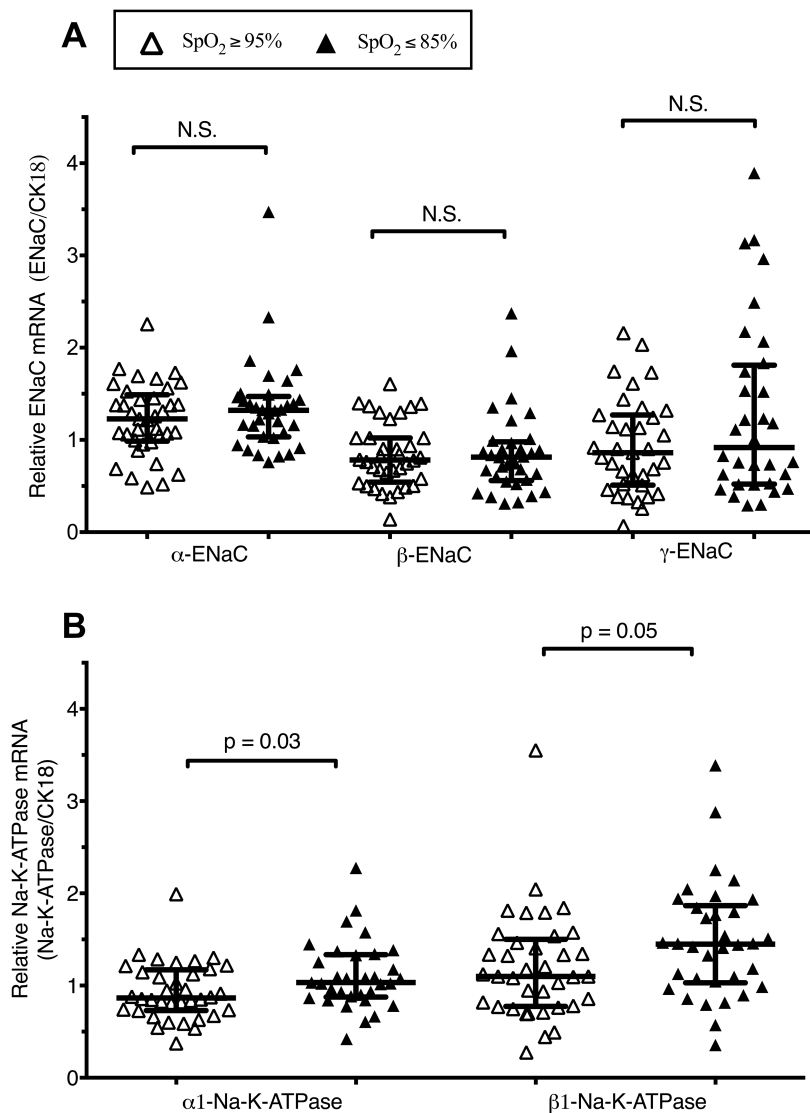 A
SpO2 ≥ 95% SpO2 ≤ 85%
N.S.
N.S.
N.S.
Relative ENaC mRNA (ENaC/CK18)
4
3
2
1
0
α-ENaC β-ENaC γ-ENaC
B
p = 0.05
p = 0.03
Relative Na-K-ATPase mRNA
(Na-K-ATPase/CK18)
4
3
2
1
0
α1-Na-K-ATPase β1-Na-K-ATPase